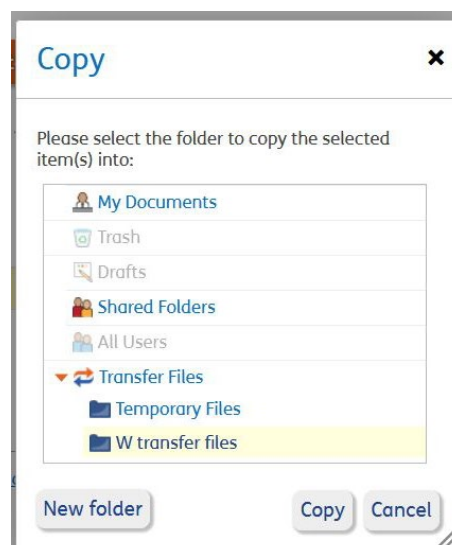 Copy
Please select the folder to copy the selected
item(s) into:
My Documents
Trash
Drafts
Shared Folders
All Users
Transfer Files
Temporary Files
W transfer files
New folder
Copy
Cancel